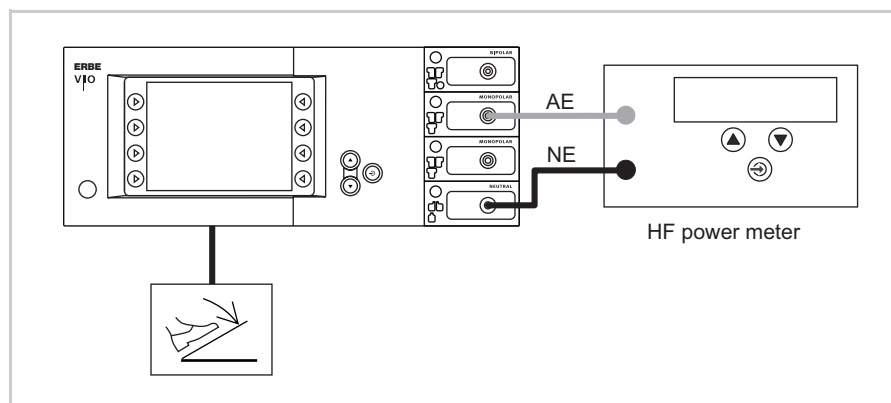 ERBE
VIO
BIPOLAR
MONOPOLAR
AE
MONOPOLAR
NE
NEUTRAL
HF power meter